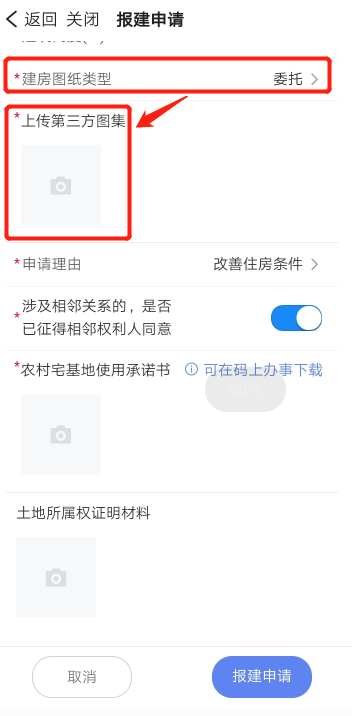 返回 关闭 报建申请
*建房图纸类型 委托
*上传第三方图集
*申请理由 改善住房条件
*涉及相邻关系的，是否
已征得相邻权利人同意
*农村宅基地使用承诺书 可在码上办事下载
土地所属权证明材料
取消 报建申请